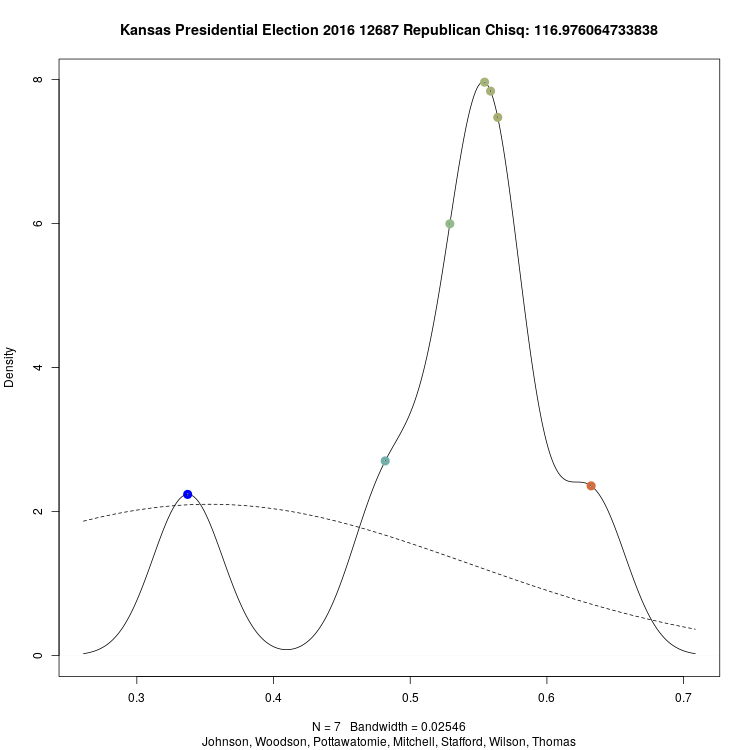 Kansas Presidential Election 2016 12687 Republican Chisq: 116.976064733838
8
6
4
2
0
Density
0.3 0.4 0.5 0.6 0.7
N = 7 Bandwidth = 0.02546
Johnson, Woodson, Pottawatomie, Mitchell, Stafford, Wilson, Thomas